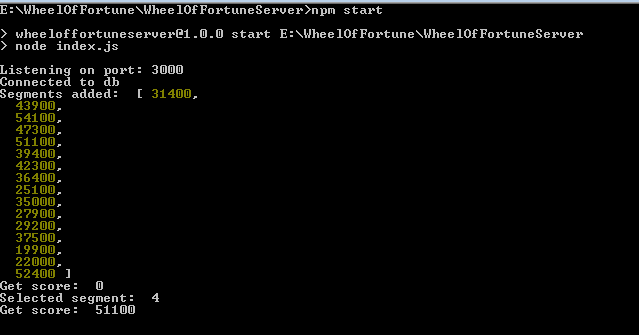 E:\WheelOfFortune\WheelOfFortuneServer>npm start
> wheeloffortuneserver@1.0.0 start E:\WheelOfFortune\WheelOfFortuneServer
> node index.js
Listening on port: 3000
Connected to db
Segments added:  [ 31400,
43900,
54100,
47300,
51100,
39400,
42300,
36400,
25100,
35000,
27900,
29200,
37500,
19900,
22000,
52400 ]
Get score:  0
Selected segment:  4
Get score:  51100